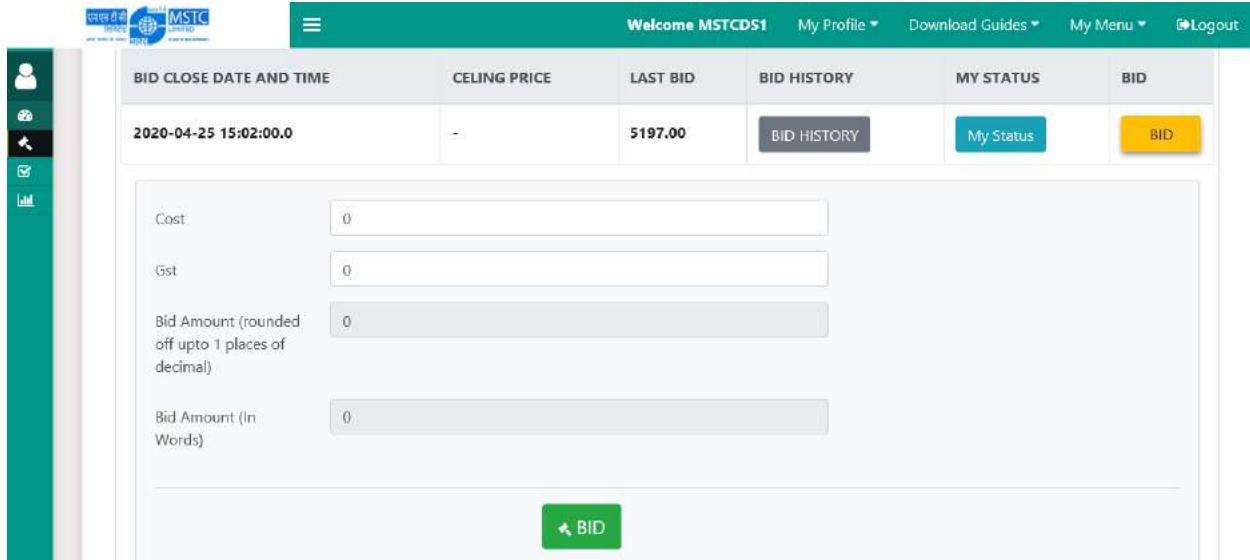 एम एस टी सी
लिमिटेड
MSTC
LIMITED
Welcome MSTCDS1 My Profile Download Guides My Menu Logout
BID CLOSE DATE AND TIME CELING PRICE LAST BID BID HISTORY MY STATUS BID
2020-04-25 15:02:00.0 - 5197.00 BID HISTORY My Status BID
Cost 0
Gst 0
Bid Amount (rounded 0
off upto 1 places of
decimal)
Bid Amount (In 0
Words)
BID